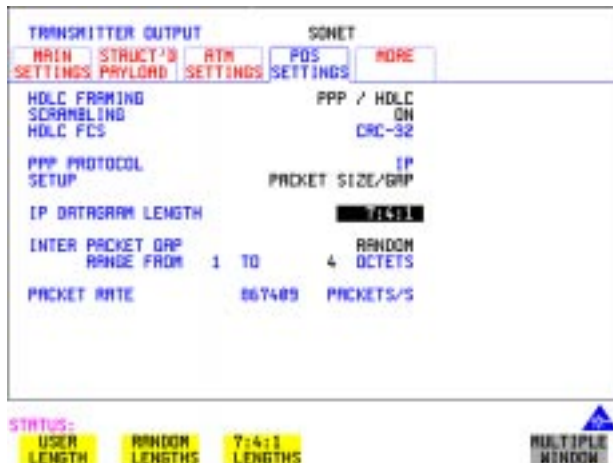 TRANSMITTER OUTPUT SONET
MAIN SETTINGS STRUCT'D PAYLOAD ATM SETTINGS POS SETTINGS MORE
HDLC FRAMING PPP / HDLC
SCRAMBLING ON
HDLC FCS CRC-32
PPP PROTOCOL IP
SETUP PACKET SIZE/GAP
IP DATAGRAM LENGTH 7:4:1
INTER PACKET GAP RANDOM
RANGE FROM 1 TO 4 OCTETS
PACKET RATE 867409 PACKETS/S
STATUS:
USER LENGTH RANDOM LENGTHS 7:4:1 LENGTHS MULTIPLE WINDOW